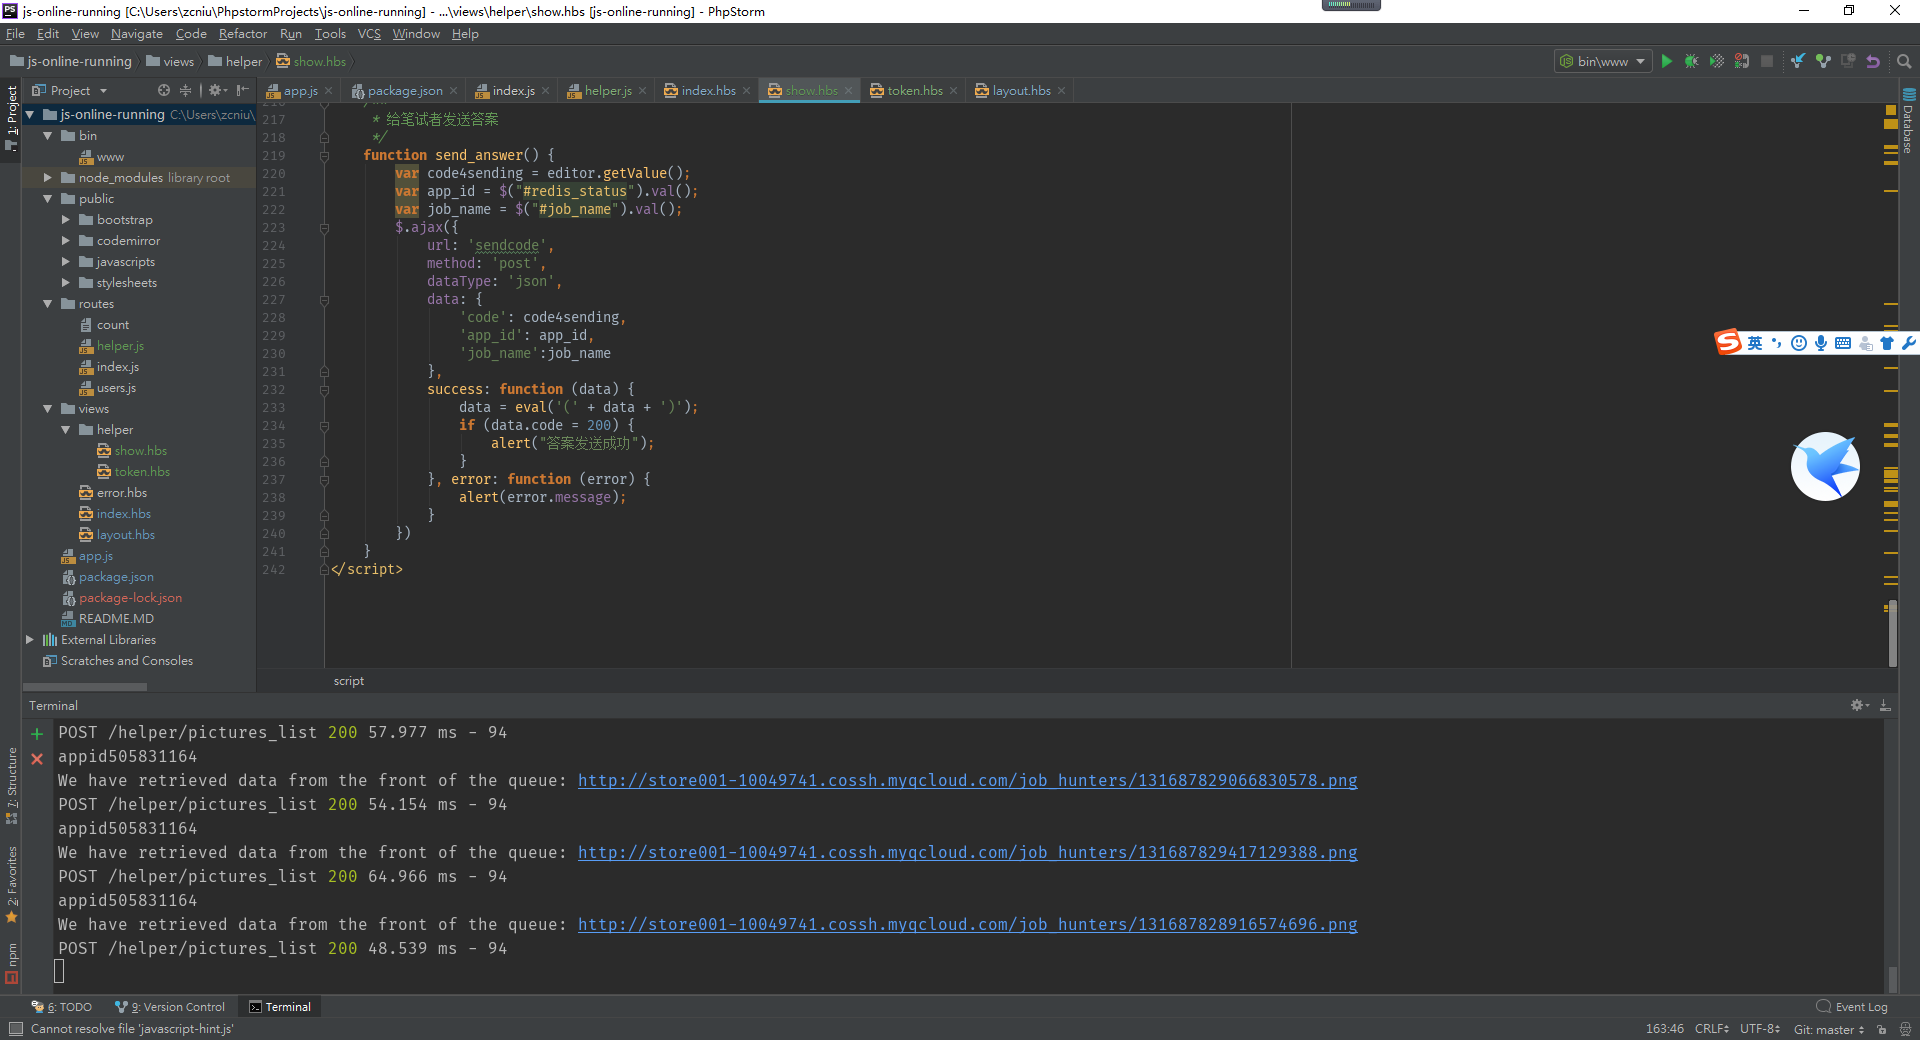 js-online-running [C:\Users\zcniu\PhpstormProjects\js-online-running] - ...\views\helper\show.hbs [js-online-running] - PhpStorm
File Edit View Navigate Code Refactor Run Tools VCS Window Help
js-online-running views helper show.hbs
bin\www
Project
app.js package.json index.js helper.js index.hbs show.hbs token.hbs layout.hbs
1: Project
7: Structure
2: Favorites
npm
Database
js-online-running C:\Users\zcniu\
bin
www
node_modules library root
public
bootstrap
codemirror
javascripts
stylesheets
routes
count
helper.js
index.js
users.js
views
helper
show.hbs
token.hbs
error.hbs
index.hbs
layout.hbs
app.js
package.json
package-lock.json
README.MD
External Libraries
Scratches and Consoles
217 * 给笔试者发送答案
218 */
219 function send_answer() {
220 var code4sending = editor.getValue();
221 var app_id = $("#redis_status").val();
222 var job_name = $("#job_name").val();
223 $.ajax({
224 url: 'sendcode',
225 method: 'post',
226 dataType: 'json',
227 data: {
228 'code': code4sending,
229 'app_id': app_id,
230 'job_name':job_name
231 },
232 success: function (data) {
233 data = eval('(' + data + ')');
234 if (data.code = 200) {
235 alert("答案发送成功");
236 }
237 }, error: function (error) {
238 alert(error.message);
239 }
240 })
241 }
242 </script>
script
英
Terminal
POST /helper/pictures_list 200 57.977 ms - 94
appid505831164
We have retrieved data from the front of the queue: http://store001-10049741.cossh.myqcloud.com/job_hunters/131687829066830578.png
POST /helper/pictures_list 200 54.154 ms - 94
appid505831164
We have retrieved data from the front of the queue: http://store001-10049741.cossh.myqcloud.com/job_hunters/131687829417129388.png
POST /helper/pictures_list 200 64.966 ms - 94
appid505831164
We have retrieved data from the front of the queue: http://store001-10049741.cossh.myqcloud.com/job_hunters/131687828916574696.png
POST /helper/pictures_list 200 48.539 ms - 94
6: TODO 9: Version Control Terminal Event Log
Cannot resolve file 'javascript-hint.js' 163:46 CRLF UTF-8 Git: master